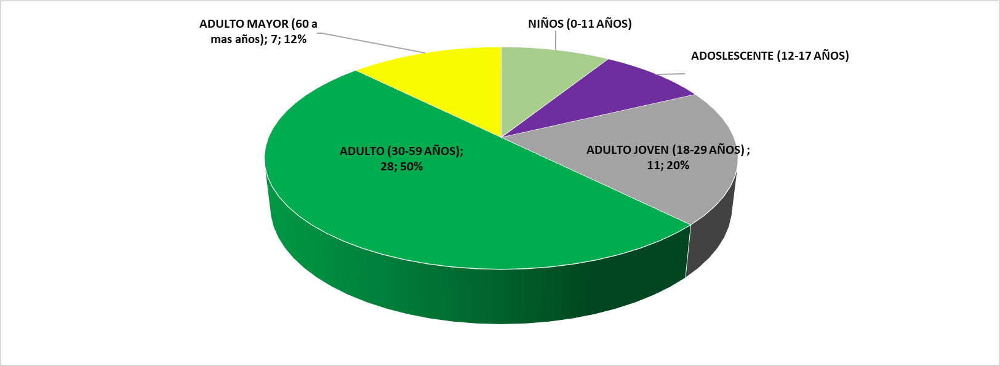 ADULTO MAYOR (60 a
mas años); 7; 12%
NIÑOS (0-11 AÑOS)
ADOSLESCENTE (12-17 AÑOS)
ADULTO (30-59 AÑOS);
28; 50%
ADULTO JOVEN (18-29 AÑOS) ;
11; 20%